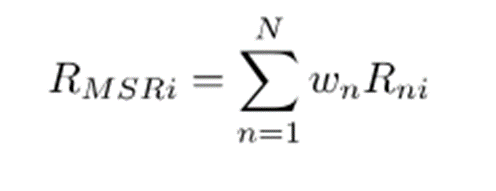 R_{MSRi} = \sum_{n=1}^{N} w_n R_{ni}